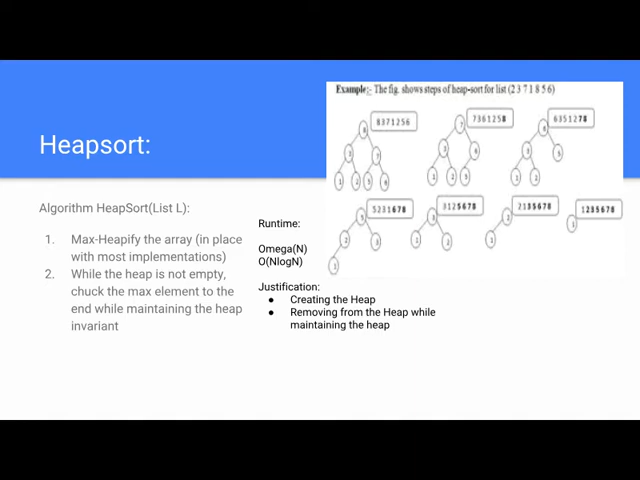 Heapsort:
Example:- The fig. shows steps of heap-sort for list (2 3 7 1 8 5 6)
8371256
7361258
6351278
5231678
3125678
2135678
1235678
Algorithm HeapSort(List L):
1. Max-Heapify the array (in place
with most implementations)
2. While the heap is not empty,
chuck the max element to the
end while maintaining the heap
invariant
Runtime:
Omega(N)
O(NlogN)
Justification:
● Creating the Heap
● Removing from the Heap while
maintaining the heap